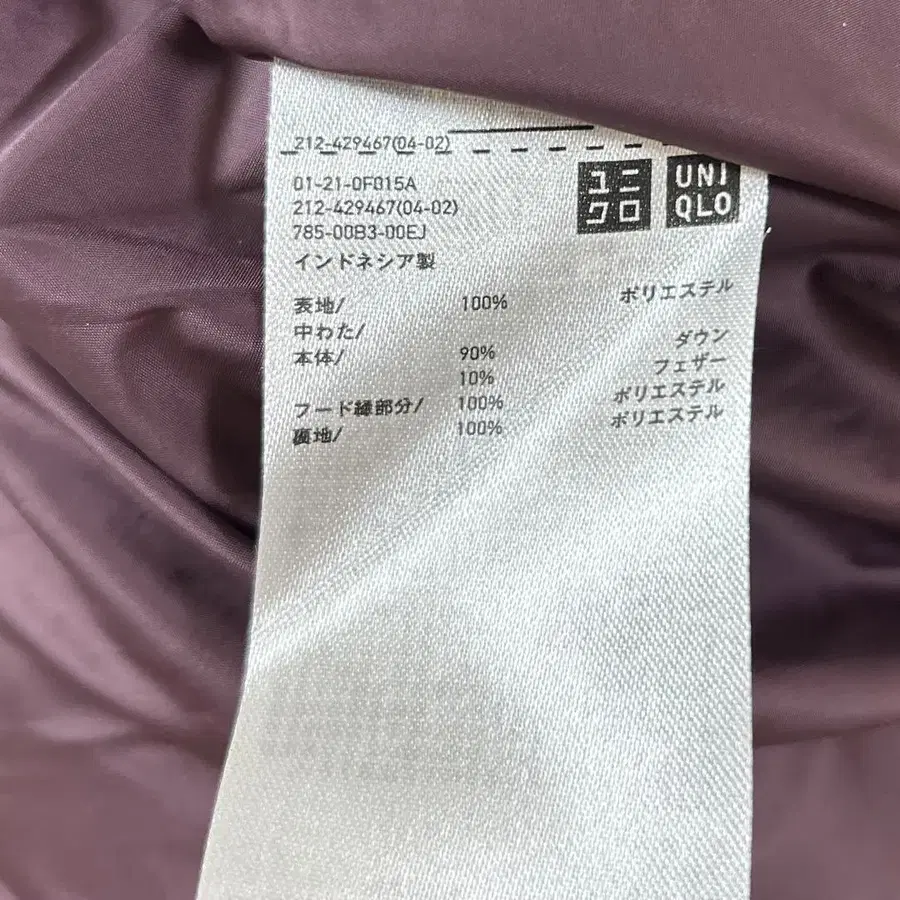 212-429467(04-02)
ユニ
クロ
UNI
QLO
01-21-0F015A
212-429467(04-02)
785-00B3-00EJ
インドネシア製
表地/ 100% ポリエステル
中わた/
本体/ 90% ダウン
10% フェザー
フード縁部分/ 100% ポリエステル
裏地/ 100% ポリエステル